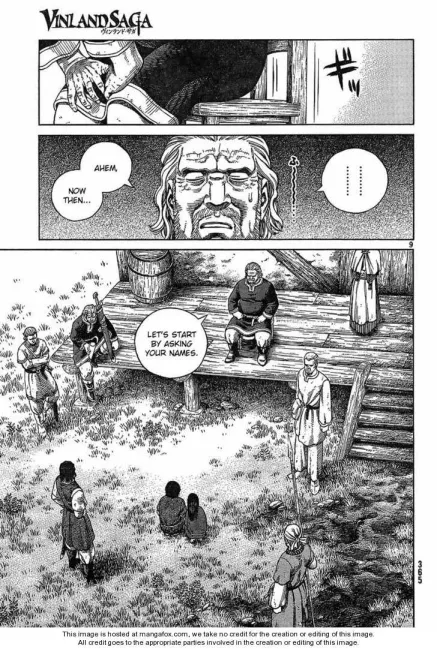 VINLAND SAGA
ヴィンランド・サガ
ギッ
AHEM,
NOW
THEN...
9
LET'S START
BY ASKING
YOUR NAMES.
This image is hosted at mangafox.com, we take no credit for the creation or editing of this image.
All credit goes to the appropriate parties involved in the creation or editing of this image.